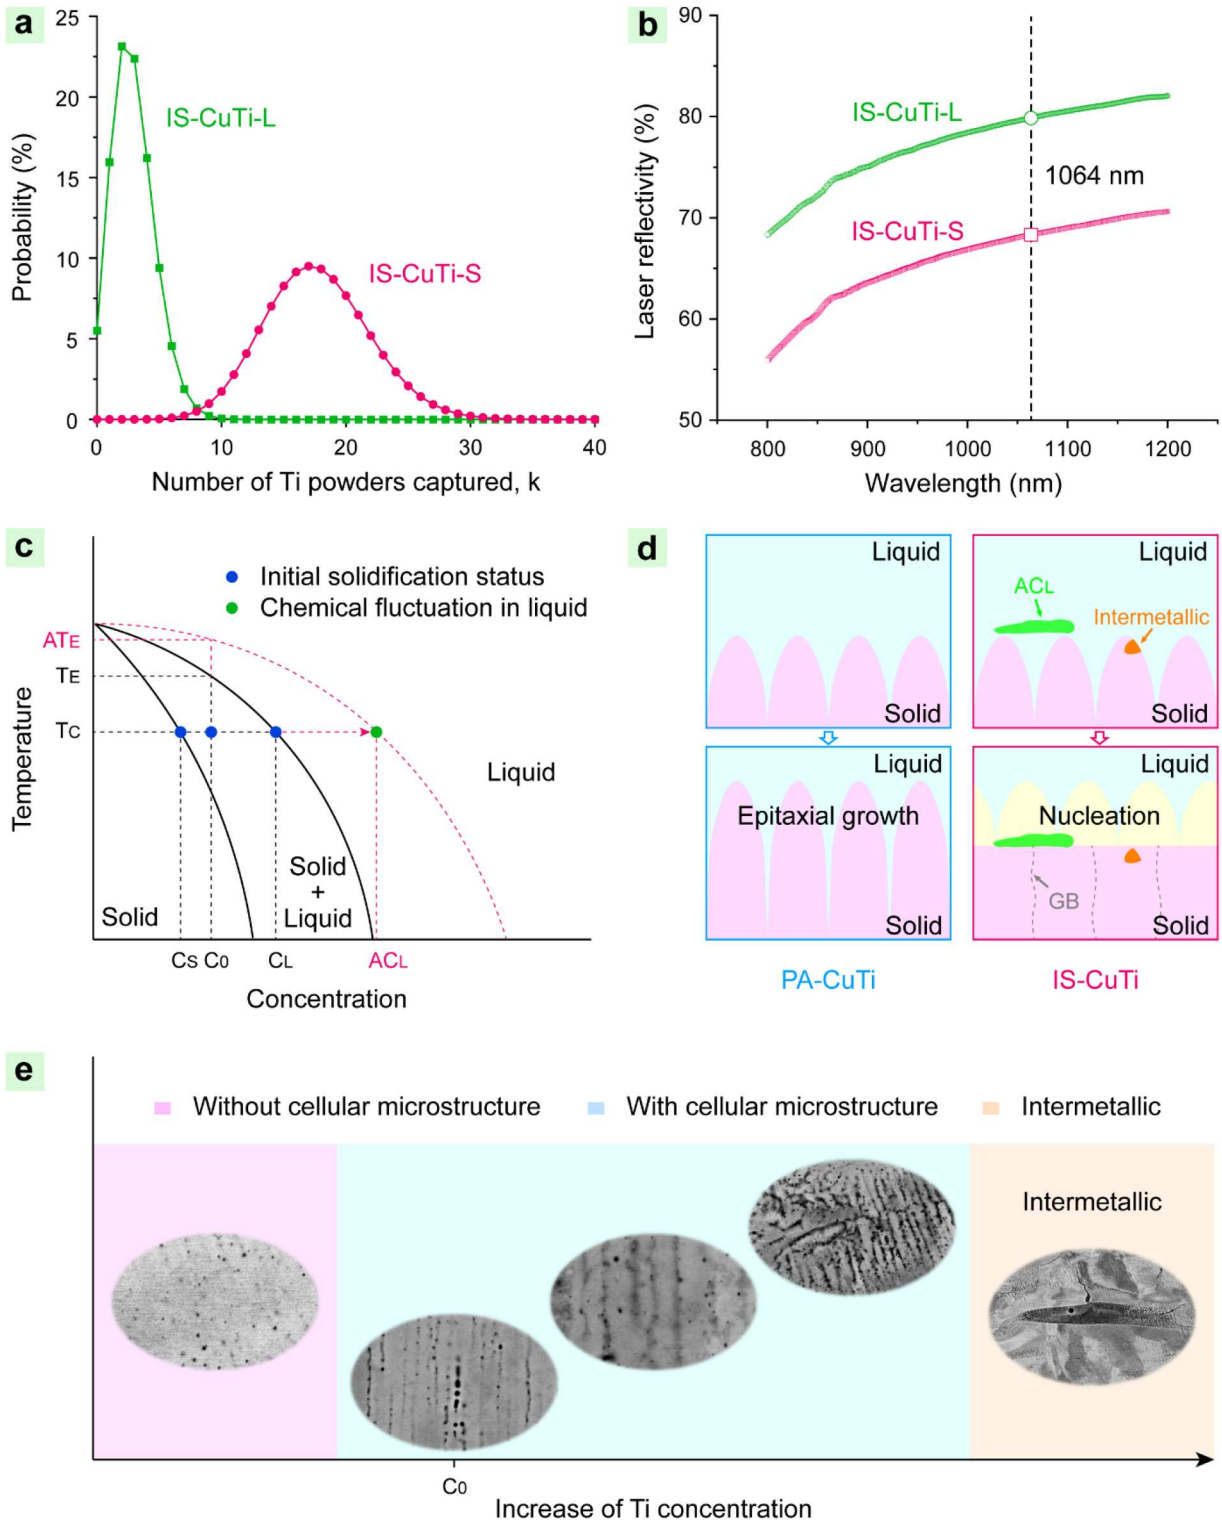 a
25
20
15
10
5
0
Probability (%)
IS-CuTi-L
IS-CuTi-S
0 10 20 30 40
Number of Ti powders captured, k
b
90
80
70
60
50
Laser reflectivity (%)
IS-CuTi-L
1064 nm
IS-CuTi-S
800 900 1000 1100 1200
Wavelength (nm)
c
Initial solidification status
Chemical fluctuation in liquid
ATE
TE
TC
Temperature
Liquid
Solid
+
Liquid
Solid
CS C0 CL ACL
Concentration
d
Liquid
Solid
Liquid
Epitaxial growth
Solid
PA-CuTi
Liquid
ACL
Intermetallic
Solid
Liquid
Nucleation
GB
Solid
IS-CuTi
e
Without cellular microstructure
With cellular microstructure
Intermetallic
Intermetallic
C0
Increase of Ti concentration